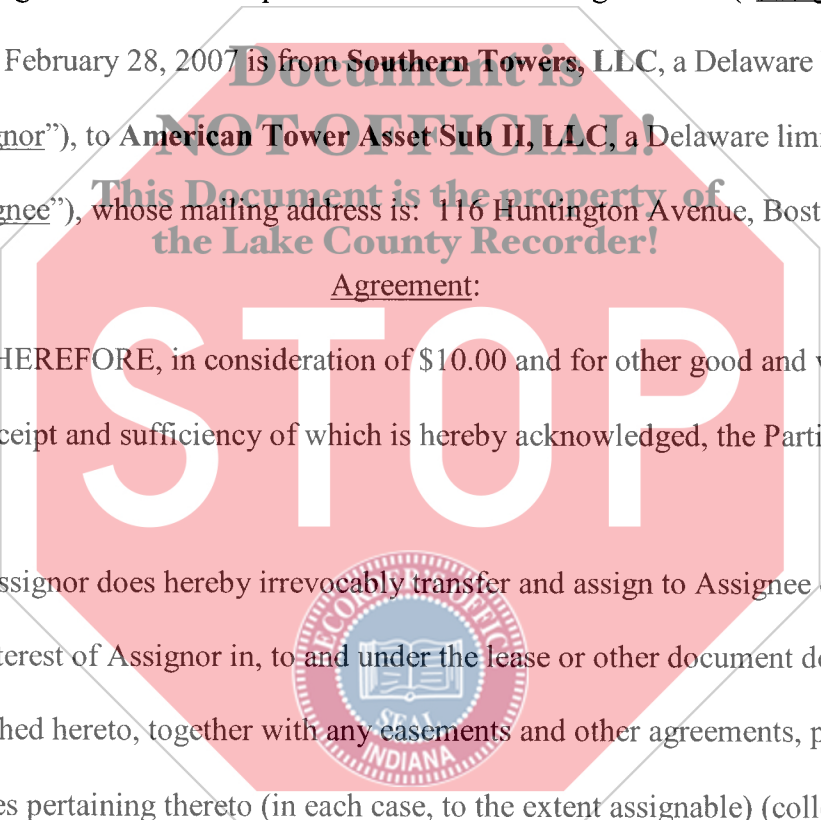 February 28, 2007 is from Southern Towers, LLC, a Delaware
Document is
gnor”), to American Tower Asset Sub II, LLC, a Delaware limi
NOT OFFICIAL!
This Document is the property of
gnee”), whose mailing address is: 116 Huntington Avenue, Bost
the Lake County Recorder!
Agreement:
HEREFORE, in consideration of $10.00 and for other good and v
STOP
ceipt and sufficiency of which is hereby acknowledged, the Parti
ssignor does hereby irrevocably transfer and assign to Assignee
RECORDER'S OFFIC
terest of Assignor in, to and under the lease or other document de
hed hereto, together with any easements and other agreements, p
SEAL
INDIANA
es pertaining thereto (in each case, to the extent assignable) (coll